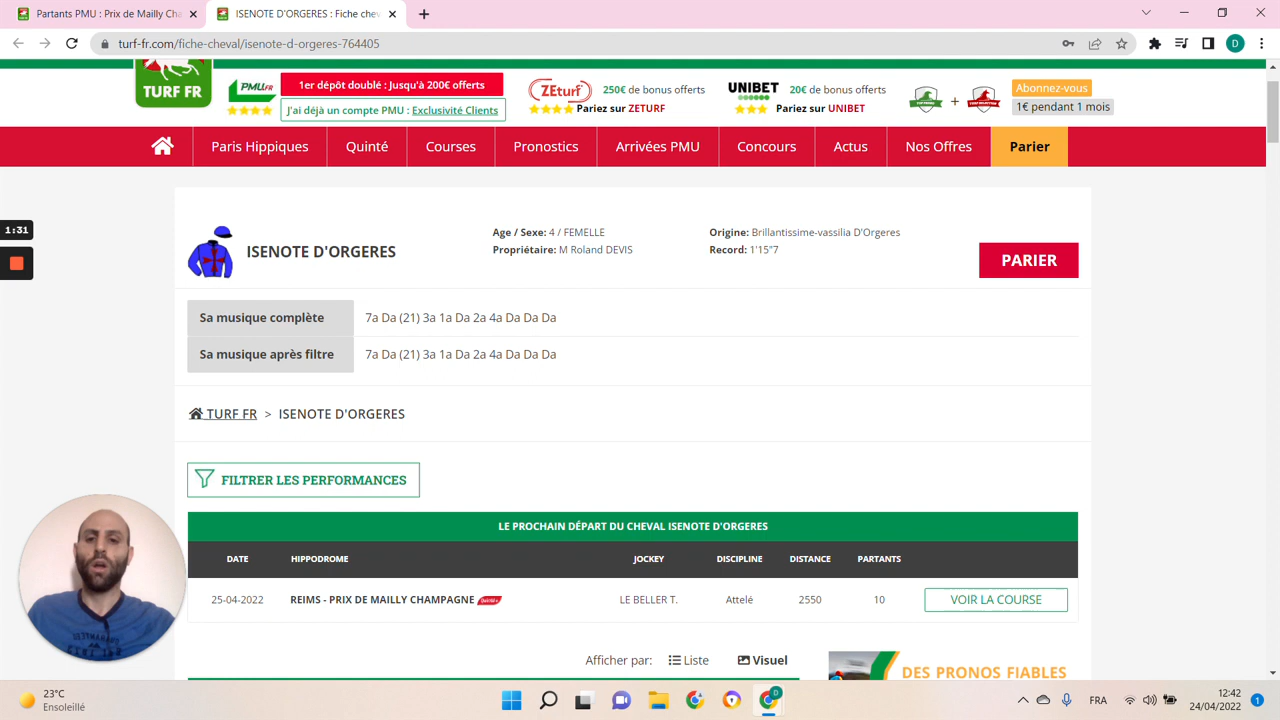 Partants PMU : Prix de Mailly Cha
ISENOTE D'ORGERES : Fiche chev
turf-fr.com/fiche-cheval/isenote-d-orgeres-764405
D
TURF FR
PMU.FR
1er dépôt doublé : Jusqu'à 200€ offerts
J'ai déjà un compte PMU : Exclusivité Clients
ZEturf
250€ de bonus offerts
Pariez sur ZETURF
UNIBET
20€ de bonus offerts
Pariez sur UNIBET
+
Abonnez-vous
1€ pendant 1 mois
Paris Hippiques
Quinté
Courses
Pronostics
Arrivées PMU
Concours
Actus
Nos Offres
Parier
1:31
ISENOTE D'ORGERES
Age / Sexe: 4 / FEMELLE
Propriétaire: M Roland DEVIS
Origine: Brillantissime-vassilia D'Orgeres
Record: 1'15"7
PARIER
Sa musique complète
7a Da (21) 3a 1a Da 2a 4a Da Da Da
Sa musique après filtre
7a Da (21) 3a 1a Da 2a 4a Da Da Da
TURF FR > ISENOTE D'ORGERES
FILTRER LES PERFORMANCES
LE PROCHAIN DÉPART DU CHEVAL ISENOTE D'ORGERES
DATE HIPPODROME JOCKEY DISCIPLINE DISTANCE PARTANTS
25-04-2022 REIMS - PRIX DE MAILLY CHAMPAGNE LE BELLER T. Attelé 2550 10 VOIR LA COURSE
Afficher par: Liste Visuel
DES PRONOS FIABLES
23°C
Ensoleillé
D
FRA
12:42
24/04/2022
1